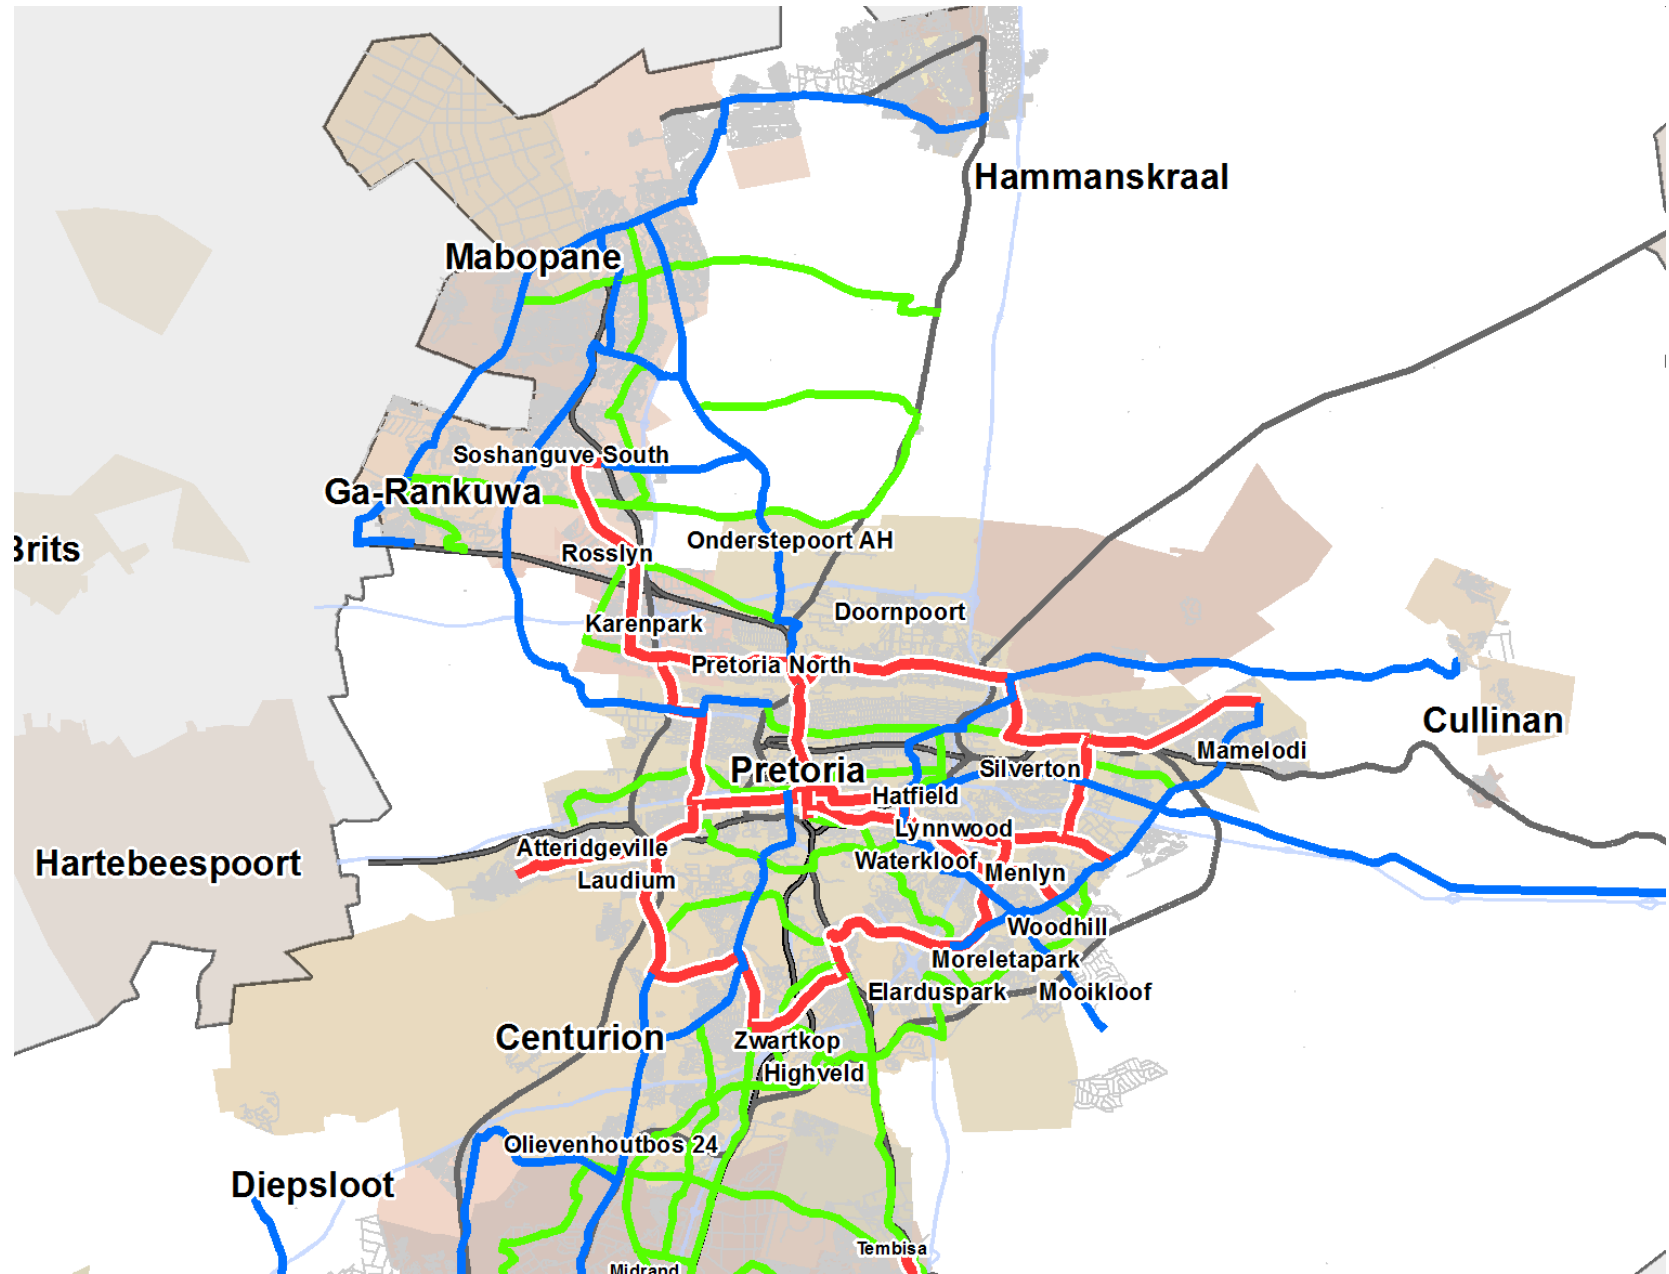 Hammanskraal
Mabopane
Soshanguve South
Ga-Rankuwa
Brits
Rosslyn
Onderstepoort AH
Doornpoort
Karenpark
Pretoria North
Cullinan
Mamelodi
Pretoria
Silverton
Hatfield
Lynnwood
Atteridgeville
Waterkloof
Hartebeespoort
Menlyn
Laudium
Woodhill
Moreletapark
Elarduspark
Mooikloof
Centurion
Zwartkop
Highveld
Olievenhoutbos 24
Diepsloot
Tembisa
Midrand